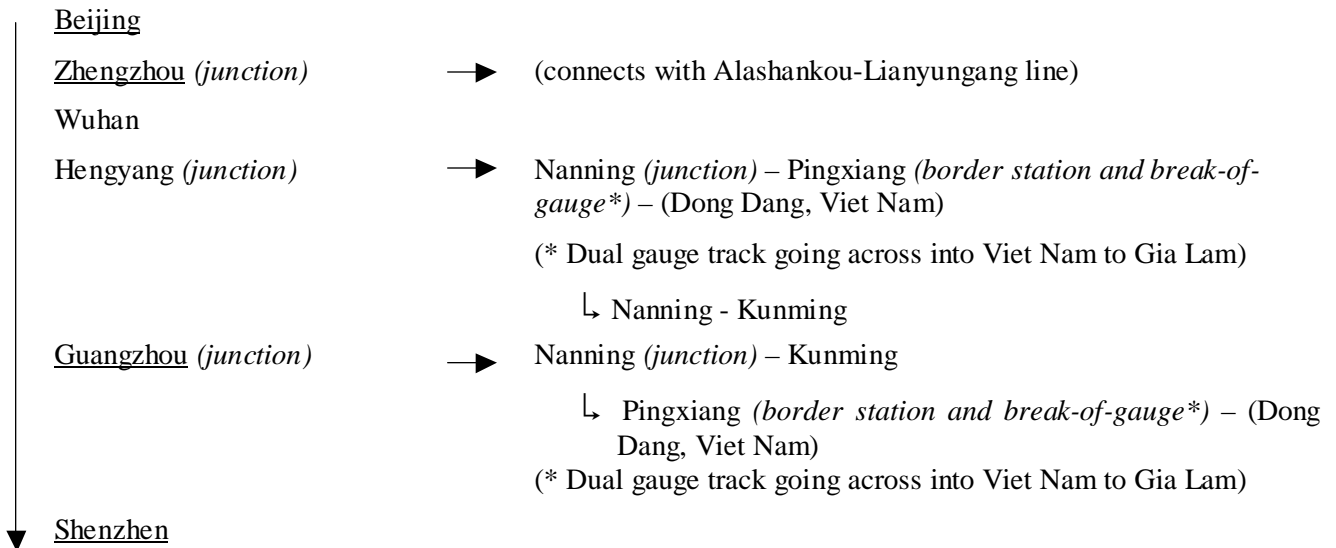 Beijing
Zhengzhou (junction) (connects with Alashankou-Lianyungang line)
Wuhan
Hengyang (junction) Nanning (junction) – Pingxiang (border station and break-of-
gauge*) – (Dong Dang, Viet Nam)
(* Dual gauge track going across into Viet Nam to Gia Lam)
Nanning - Kunming
Guangzhou (junction) Nanning (junction) – Kunming
Pingxiang (border station and break-of-gauge*) – (Dong
Dang, Viet Nam)
(* Dual gauge track going across into Viet Nam to Gia Lam)
Shenzhen